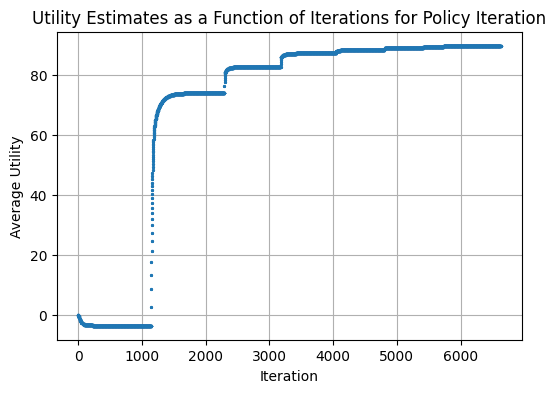 Utility Estimates as a Function of Iterations for Policy Iteration
80
60
40
20
0
Average Utility
0 1000 2000 3000 4000 5000 6000
Iteration